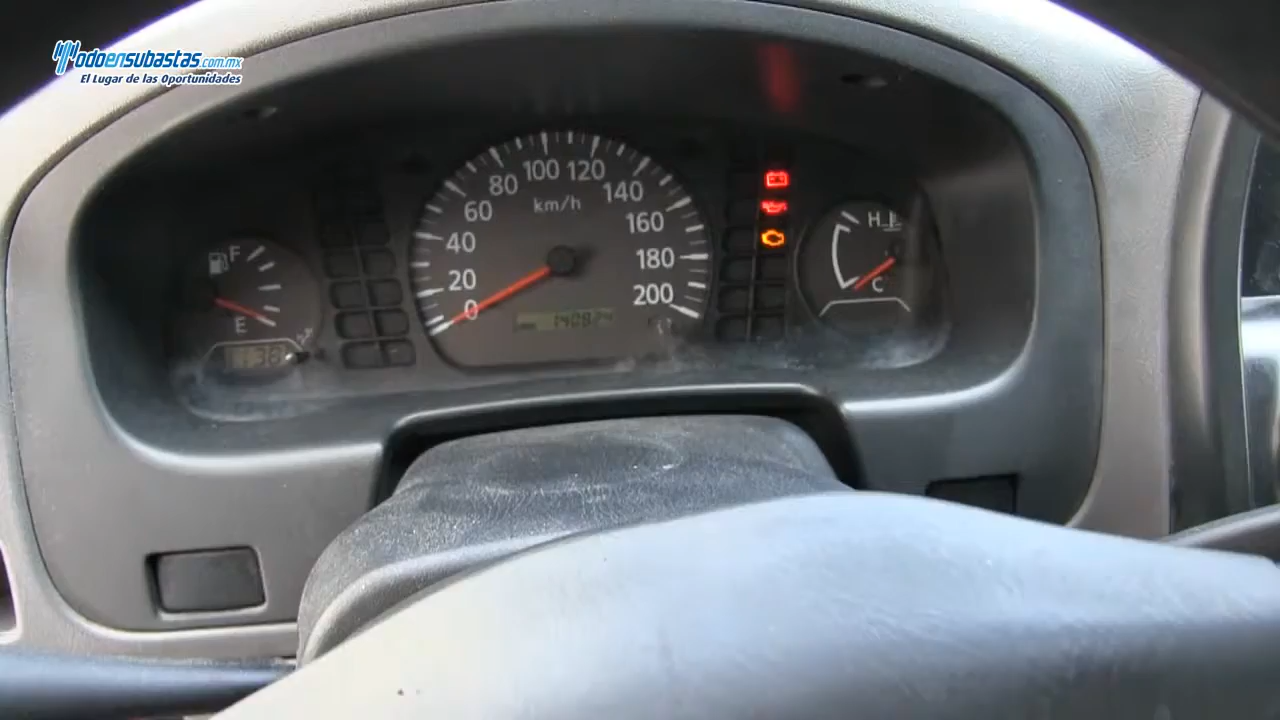 Todoensubastas.com.mx
El Lugar de las Oportunidades
100
120
80
140
60
km/h
160
40
180
20
200
0
F
E
H
C